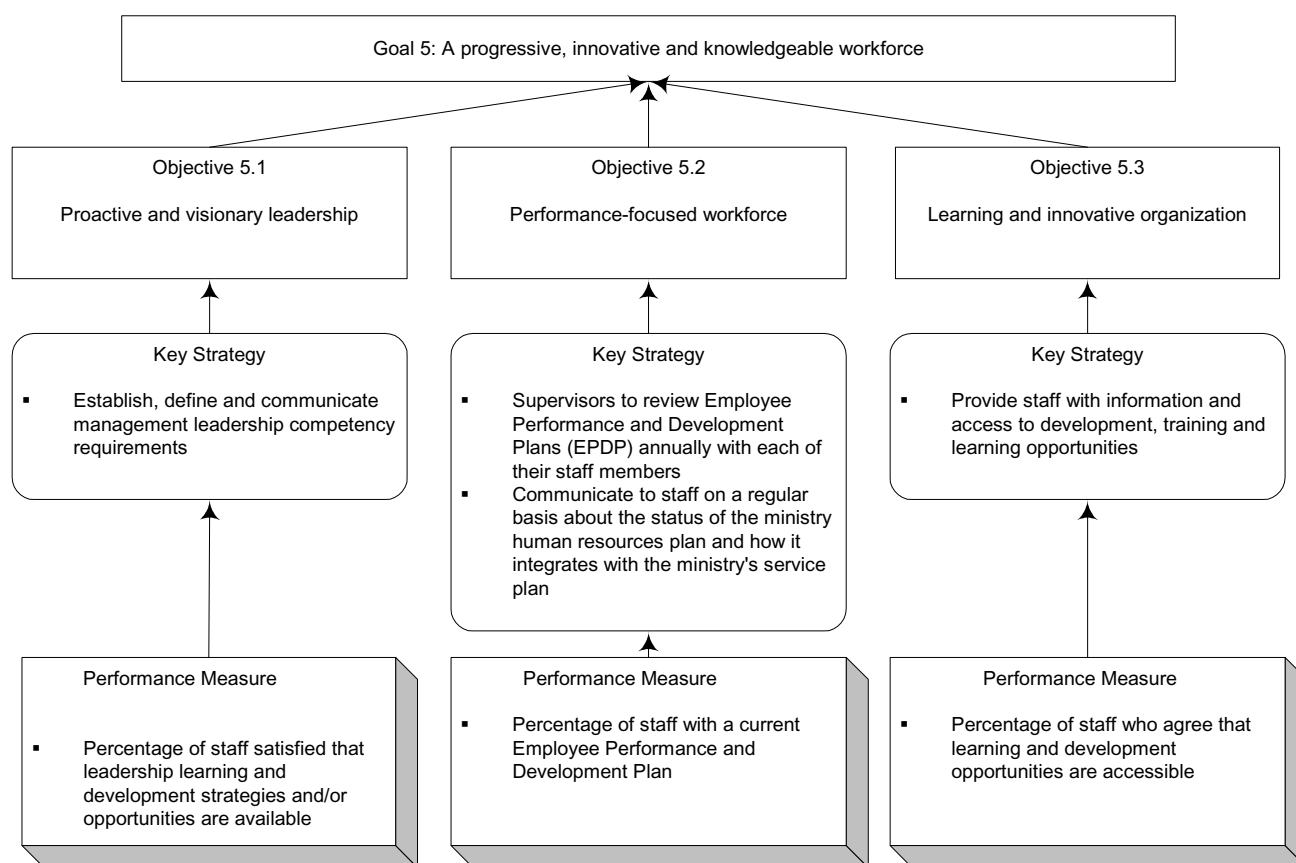 Goal 5: A progressive, innovative and knowledgeable workforce
Objective 5.1
Proactive and visionary leadership
Objective 5.2
Performance-focused workforce
Objective 5.3
Learning and innovative organization
Key Strategy
▪ Establish, define and communicate
management leadership competency
requirements
Key Strategy
▪ Supervisors to review Employee
Performance and Development
Plans (EPDP) annually with each of
their staff members
▪ Communicate to staff on a regular
basis about the status of the ministry
human resources plan and how it
integrates with the ministry's service
plan
Key Strategy
▪ Provide staff with information and
access to development, training and
learning opportunities
Performance Measure
▪ Percentage of staff satisfied that
leadership learning and
development strategies and/or
opportunities are available
Performance Measure
▪ Percentage of staff with a current
Employee Performance and
Development Plan
Performance Measure
▪ Percentage of staff who agree that
learning and development
opportunities are accessible